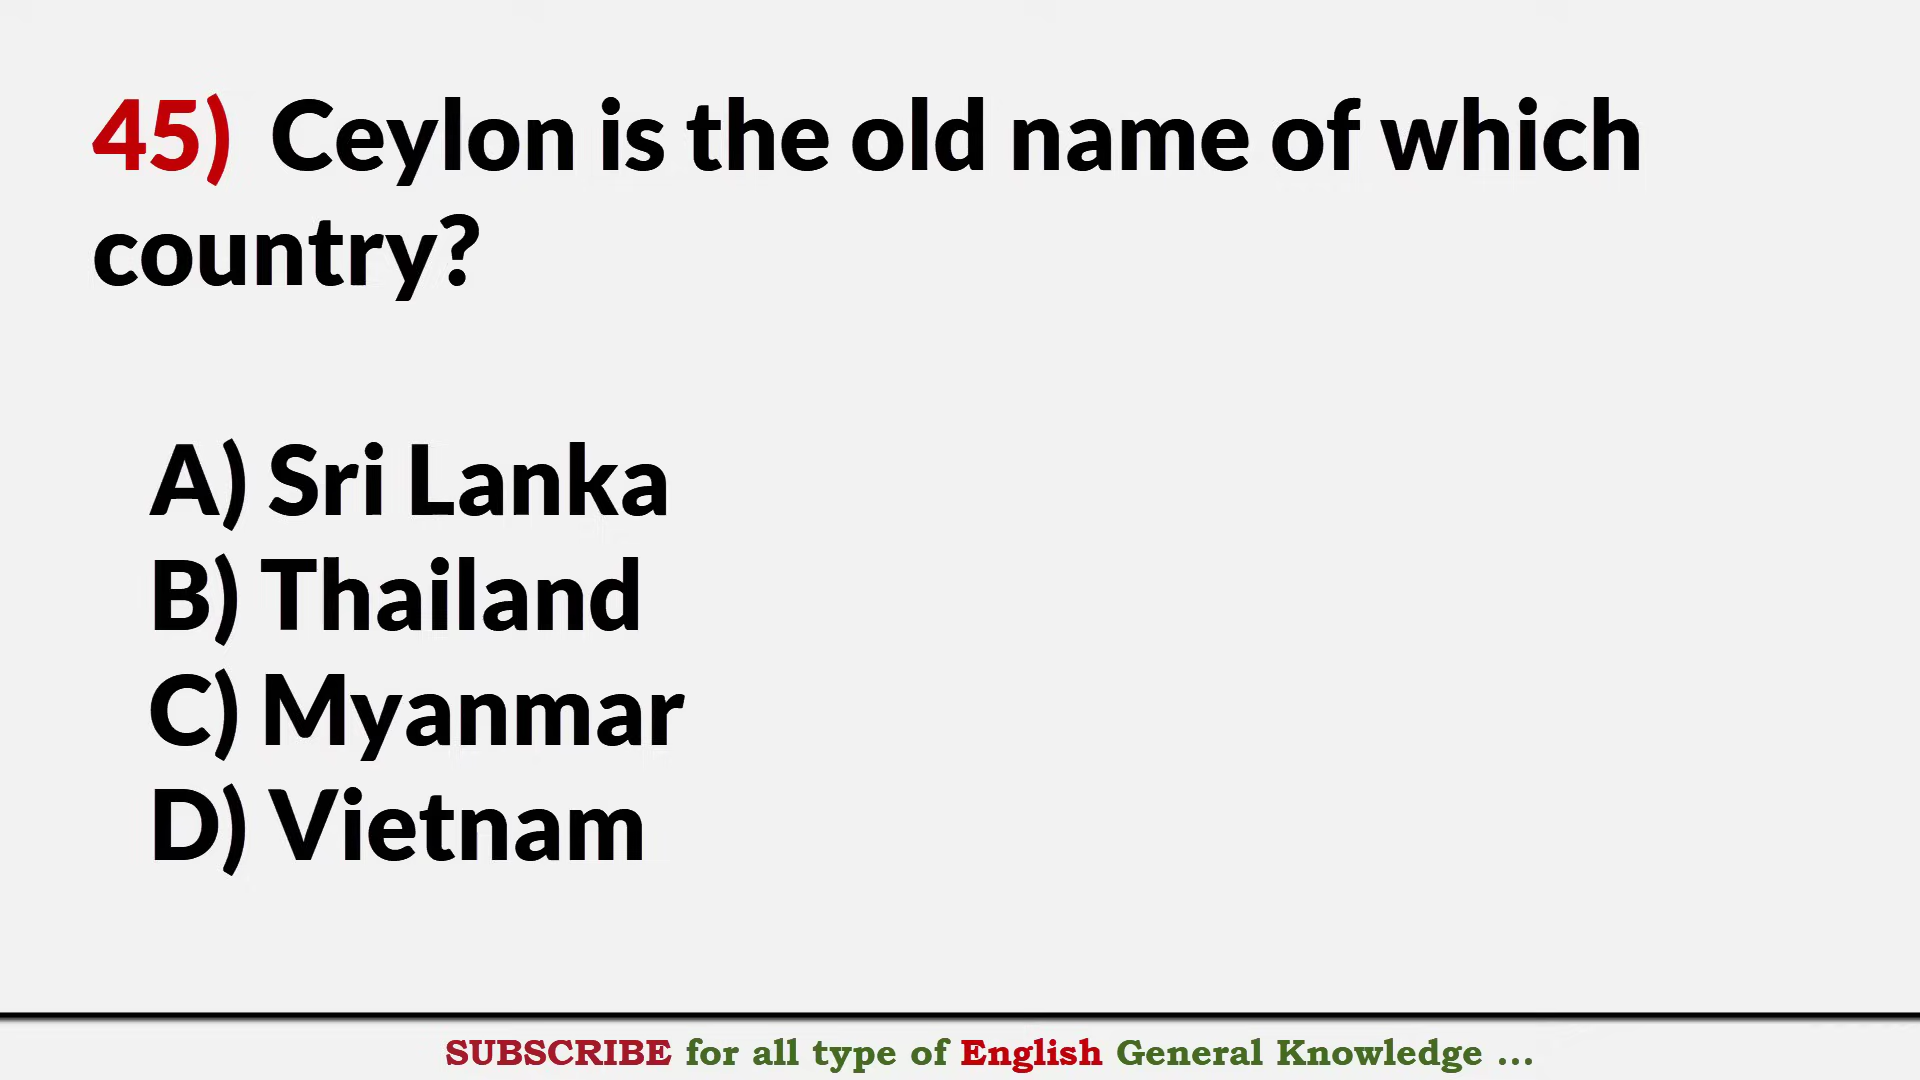 45) Ceylon is the old name of which
country?
A) Sri Lanka
B) Thailand
C) Myanmar
D) Vietnam
SUBSCRIBE for all type of English General Knowledge ...